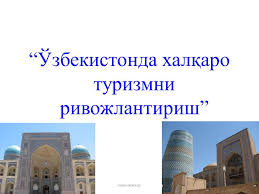 “Ўзбекистонда халқаро
туризмни
ривожлантириш”